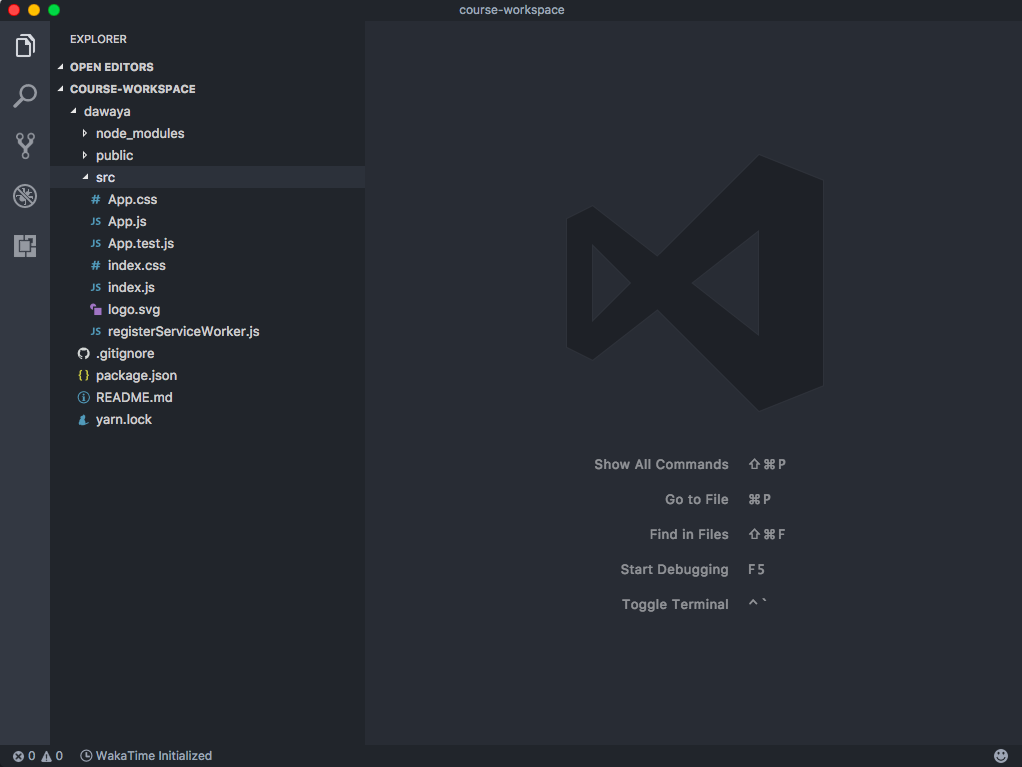 course-workspace
EXPLORER
OPEN EDITORS
COURSE-WORKSPACE
dawaya
node_modules
public
src
# App.css
JS App.js
JS App.test.js
# index.css
JS index.js
logo.svg
JS registerServiceWorker.js
.gitignore
{} package.json
README.md
yarn.lock
Show All Commands ⇧⌘P
Go to File ⌘P
Find in Files ⇧⌘F
Start Debugging F5
Toggle Terminal ^`
0 0 WakaTime Initialized